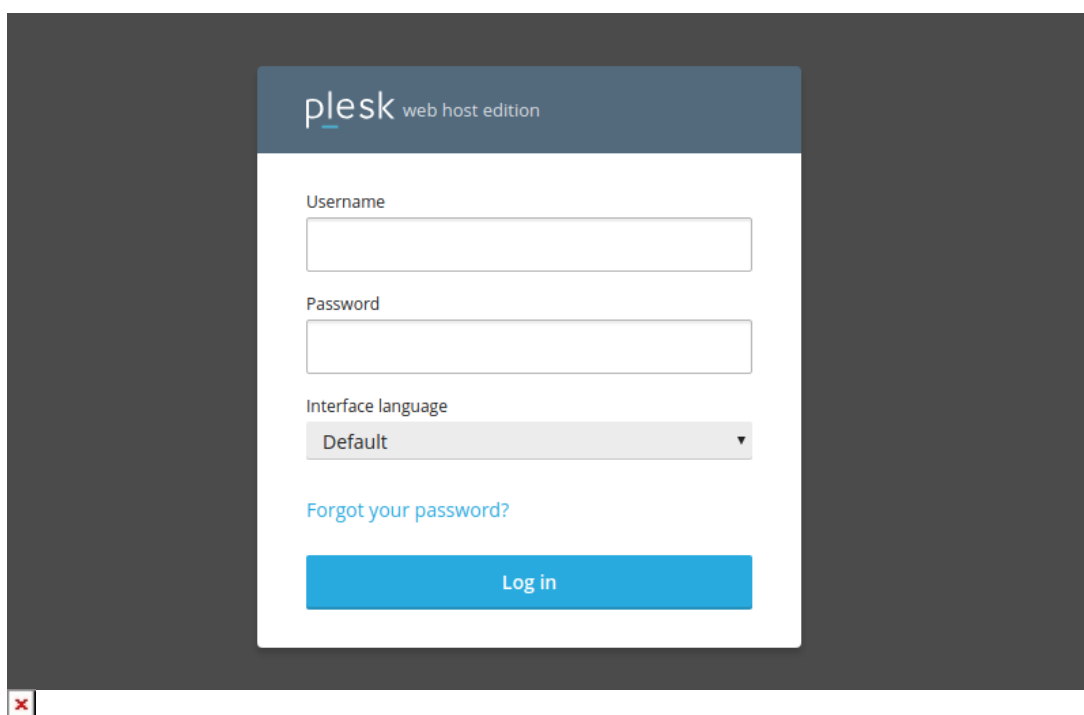 plesk web host edition
Username
Password
Interface language
Default
Forgot your password?
Log in